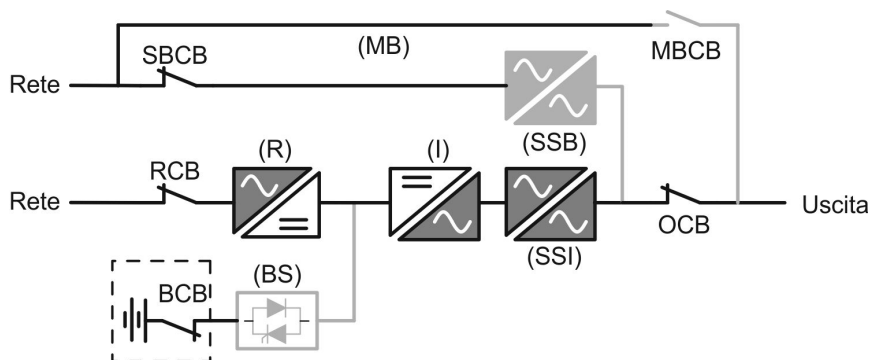 (MB)
SBCB
MBCB
Rete
(SSB)
(R)
(I)
RCB
Rete
Uscita
OCB
(SSI)
(BS)
BCB